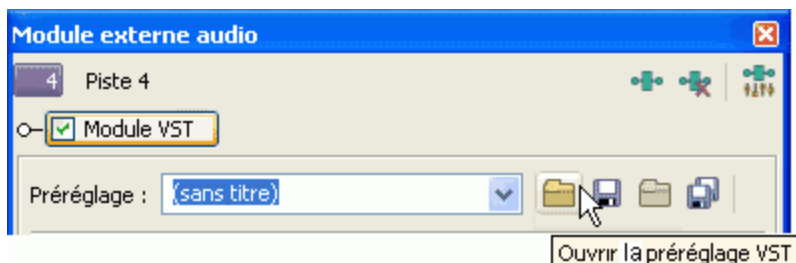 Module externe audio
4 Piste 4
Module VST
Préréglage : (sans titre)
Ouvrir la préréglage VST